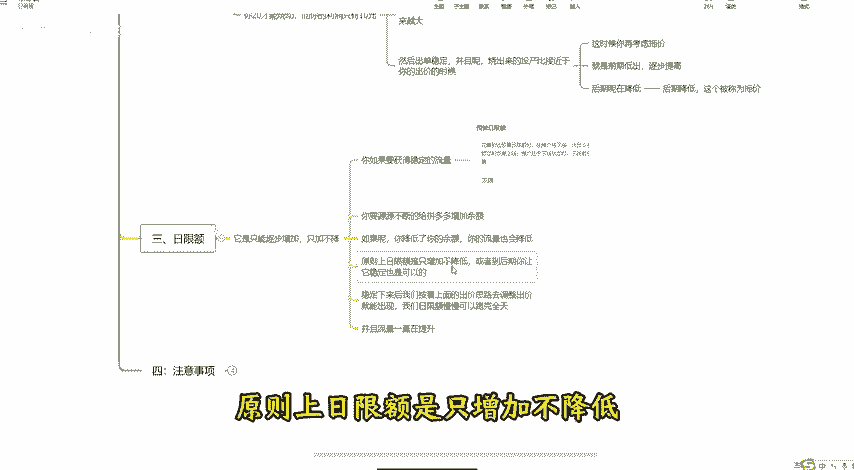 来越大
然后出单稳定，并且呢，烧出来的投产比接近于
你的出价的时候
这时候你再考虑拖价
就是前期低出，逐步提高
后期呢在降低
后期降低，这个被称为拖价
你如果要获得稳定的流量
你要源源不断的给拼多多增加余额
三、日限额
它是只能逐步增加，只加不降
如果呢，你降低了你的余额，你的流量也会降低
原则上日限额是只增加不降低，或者到后期你让
它稳定也是可以的
稳定下来后我们按着上面的出价思路去调整出价
就能出现，我们日限额慢慢可以跑完全天
并且流量一直在提升
四：注意事项
原则上日限额是只增加不降低